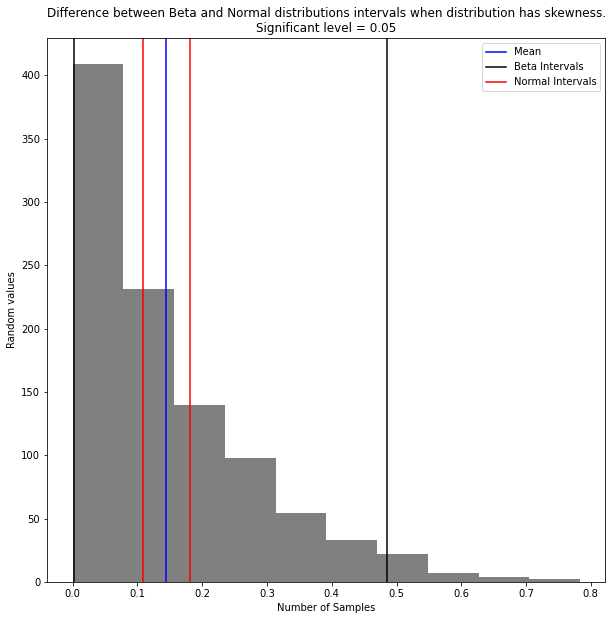 Difference between Beta and Normal distributions intervals when distribution has skewness.
Significant level = 0.05
Mean
Beta Intervals
Normal Intervals
400
350
300
250
200
150
100
50
0
Random values
0.0 0.1 0.2 0.3 0.4 0.5 0.6 0.7 0.8
Number of Samples